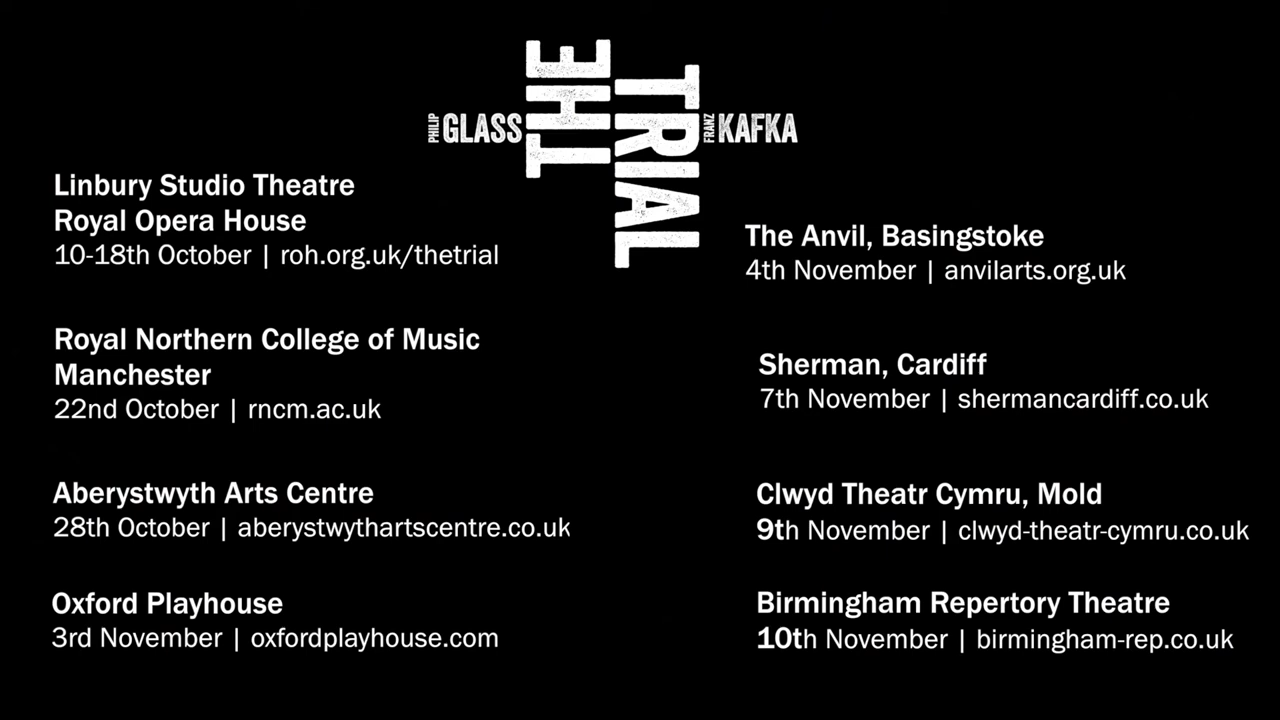 PHILIP GLASS
THE TRIAL
FRANZ KAFKA
Linbury Studio Theatre
Royal Opera House
10-18th October | roh.org.uk/thetrial
Royal Northern College of Music
Manchester
22nd October | rncm.ac.uk
Aberystwyth Arts Centre
28th October | aberystwythartscentre.co.uk
Oxford Playhouse
3rd November | oxfordplayhouse.com
The Anvil, Basingstoke
4th November | anvilarts.org.uk
Sherman, Cardiff
7th November | shermancardiff.co.uk
Clwyd Theatr Cymru, Mold
9th November | clwyd-theatr-cymru.co.uk
Birmingham Repertory Theatre
10th November | birmingham-rep.co.uk